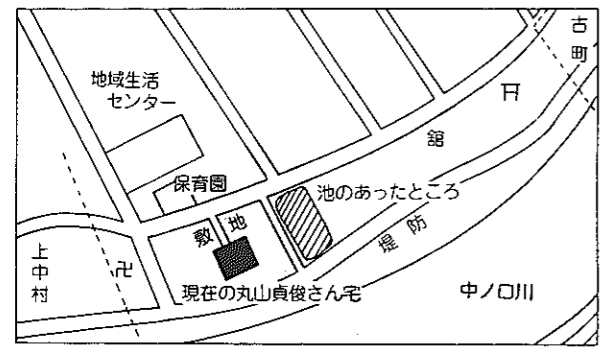 古町
地域生活
センター
舘
保育園
池のあったところ
敷地
堤防
上中村
現在の丸山貞俊さん宅
中ノ口川